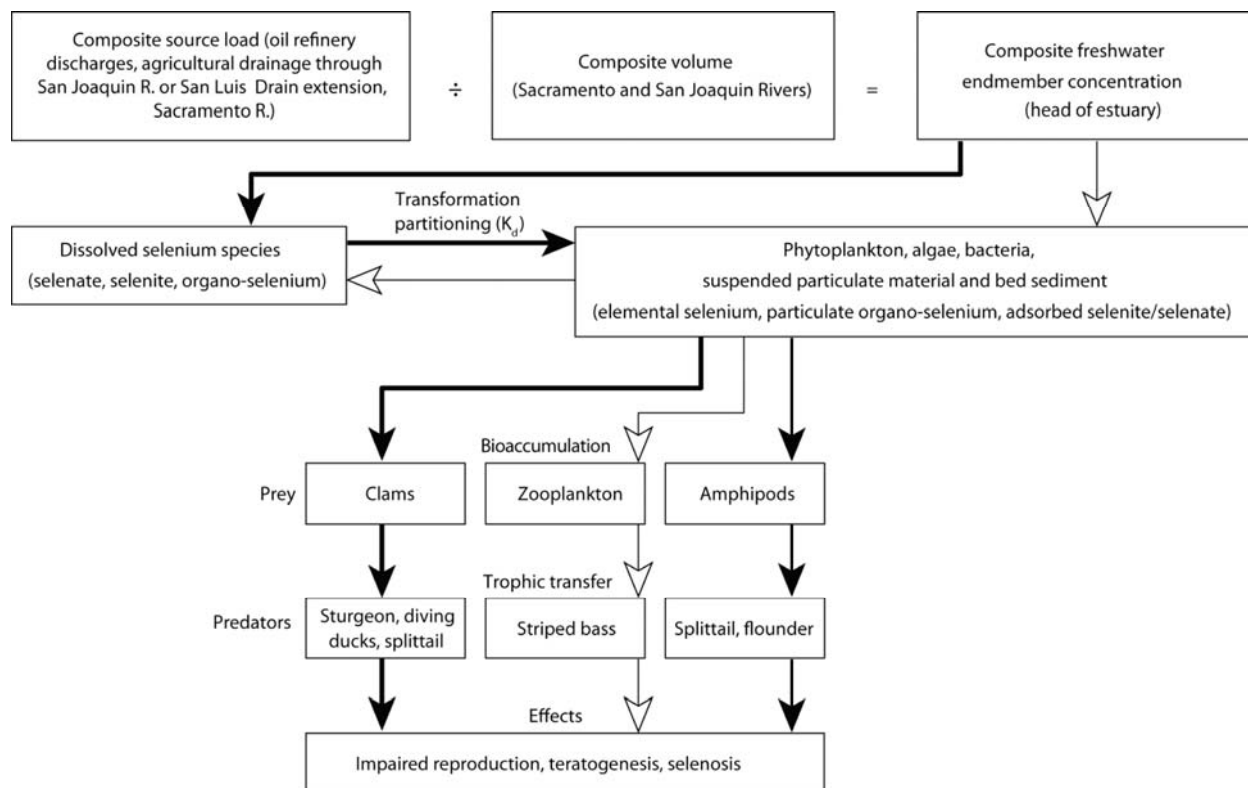 Composite source load (oil refinery
discharges, agricultural drainage through
San Joaquin R. or San Luis Drain extension,
Sacramento R.)
÷
Composite volume
(Sacramento and San Joaquin Rivers)
=
Composite freshwater
endmember concentration
(head of estuary)
Transformation
partitioning (Kd)
Dissolved selenium species
(selenate, selenite, organo-selenium)
Phytoplankton, algae, bacteria,
suspended particulate material and bed sediment
(elemental selenium, particulate organo-selenium, adsorbed selenite/selenate)
Bioaccumulation
Prey
Clams
Zooplankton
Amphipods
Trophic transfer
Predators
Sturgeon, diving
ducks, splittail
Striped bass
Splittail, flounder
Effects
Impaired reproduction, teratogenesis, selenosis